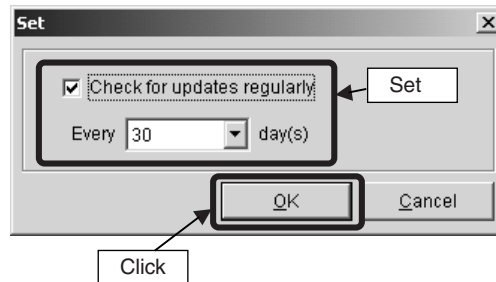 Set
Check for updates regularly
Set
Every 30 day(s)
OK
Cancel
Click